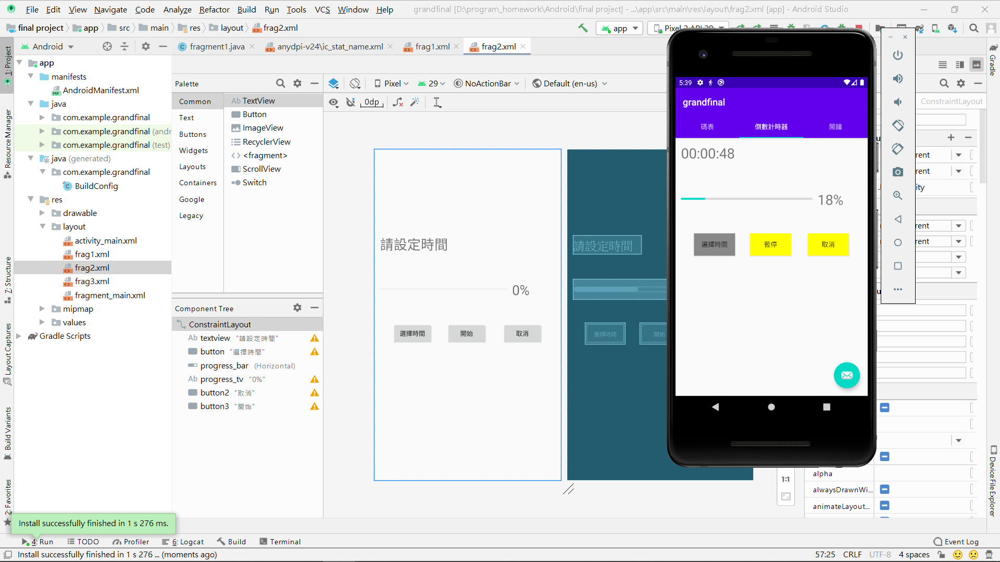 File Edit View Navigate Code Analyze Refactor Build Run Tools VCS Window Help
grandfinal [D:\program_homework\Android\final project] - ...\app\src\main\res\layout\frag2.xml [app] - Android Studio
final project app src main res layout frag2.xml
app
Android
fragment1.java
anydpi-v24\ic_stat_name.xml
frag1.xml
frag2.xml
1: Project
Resource Manager
7: Structure
Layout Captures
Build Variants
2: Favorites
app
manifests
AndroidManifest.xml
java
com.example.grandfinal
com.example.grandfinal (andr
com.example.grandfinal (test)
java (generated)
com.example.grandfinal
BuildConfig
res
drawable
layout
activity_main.xml
frag1.xml
frag2.xml
frag3.xml
fragment_main.xml
mipmap
values
Gradle Scripts
Palette
Common
Text
Buttons
Widgets
Layouts
Containers
Google
Legacy
Ab TextView
Button
ImageView
RecyclerView
<fragment>
ScrollView
Switch
Component Tree
ConstraintLayout
Ab textview "請設定時間"
button "選擇時間"
progress_bar (Horizontal)
Ab progress_tv "0%"
button2 "取消"
button3 "開始"
Pixel 29 NoActionBar Default (en-us)
0dp
請設定時間
0%
選擇時間 開始 取消
請設定時間
選擇時間 開始
5:39
grandfinal
碼表 倒數計時器 鬧鐘
00:00:48
18%
選擇時間 暫停 取消
ConstraintLayout
rent
rent
ity
rent
rent
1:1
alpha
alwaysDrawnWi...
animateLayout...
Gradle
Device File Explorer
Install successfully finished in 1 s 276 ms.
4: Run TODO Profiler 6: Logcat Build Terminal
Event Log
Install successfully finished in 1 s 276 ... (moments ago)
57:25 CRLF UTF-8 4 spaces